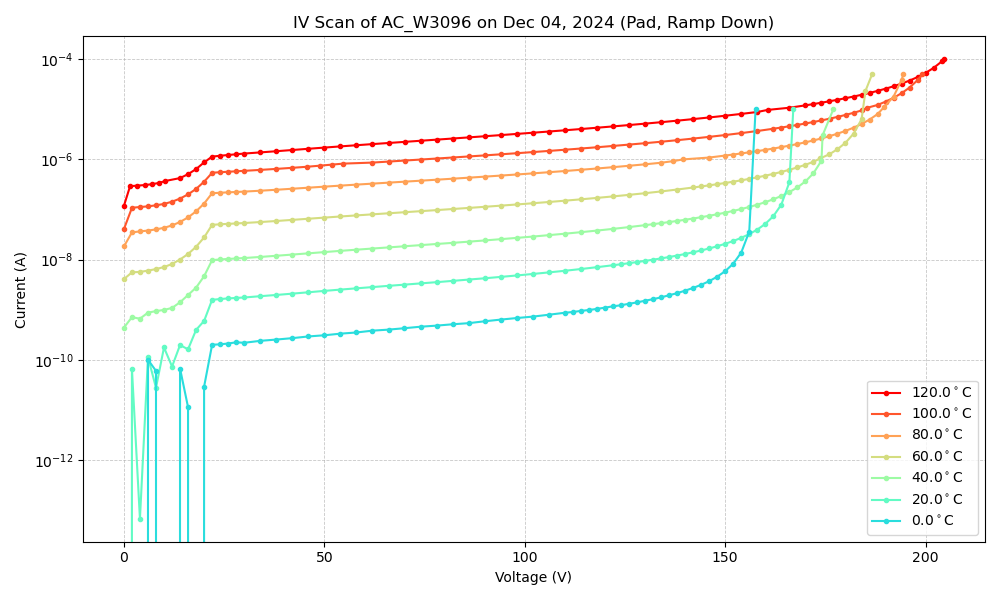 IV Scan of AC_W3096 on Dec 04, 2024 (Pad, Ramp Down)
Current (A)
10⁻⁴
10⁻⁶
10⁻⁸
10⁻¹⁰
10⁻¹²
0 50 100 150 200
Voltage (V)
120.0°C
100.0°C
80.0°C
60.0°C
40.0°C
20.0°C
0.0°C